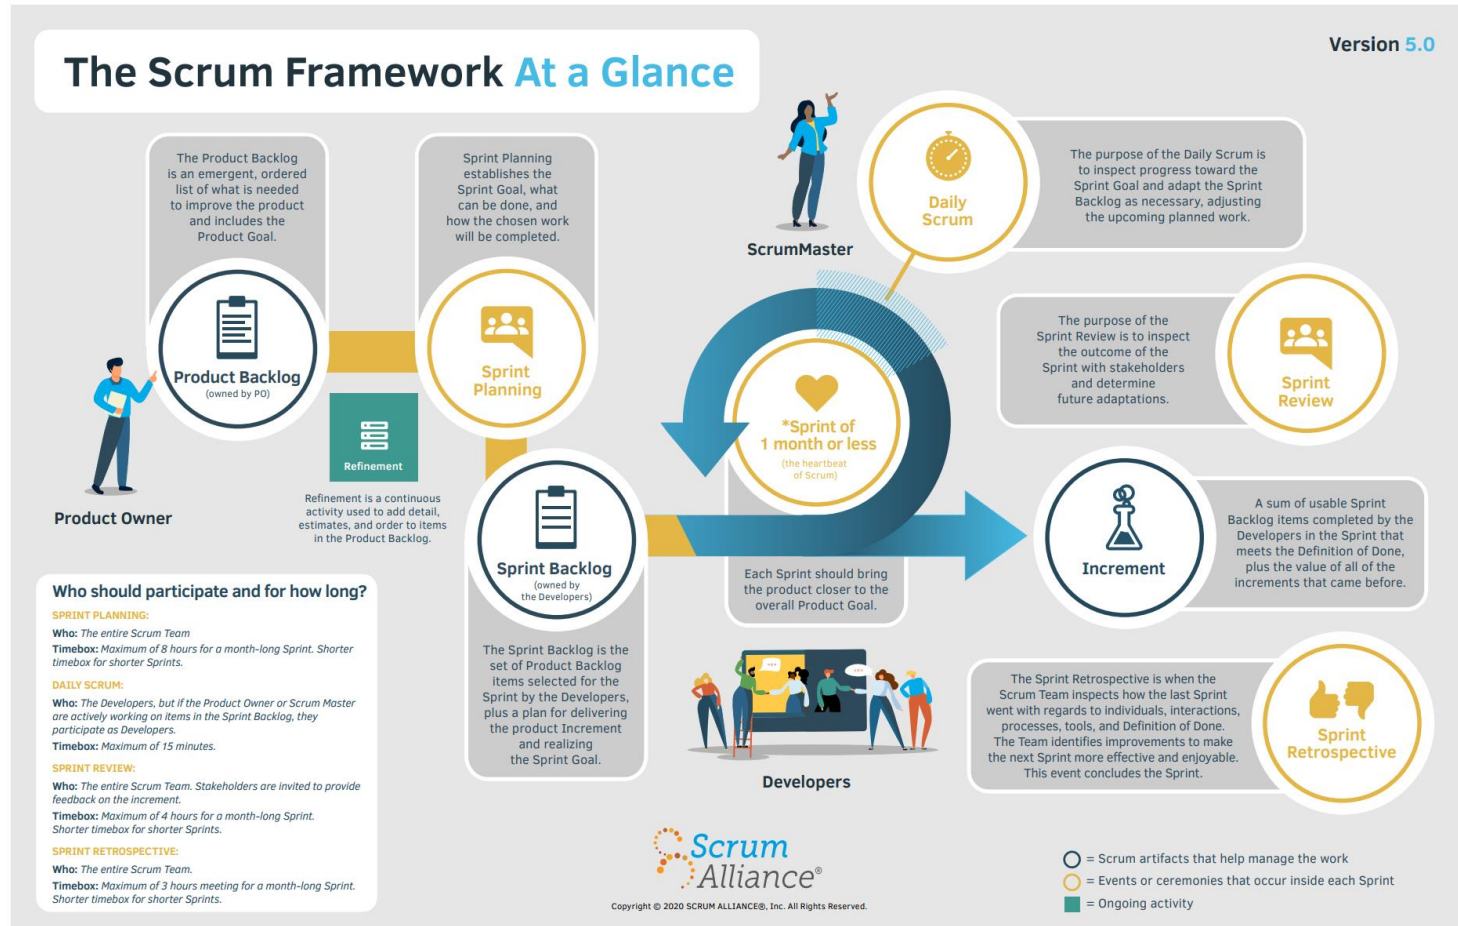 The Scrum Framework At a Glance
Version 5.0
The Product Backlog
is an emergent, ordered
list of what is needed
to improve the product
and includes the
Product Goal.
Product Backlog
(owned by PO)
Product Owner
Sprint Planning
establishes the
Sprint Goal, what
can be done, and
how the chosen work
will be completed.
Sprint
Planning
Refinement
Refinement is a continuous
activity used to add detail,
estimates, and order to items
in the Product Backlog.
Sprint Backlog
(owned by
the Developers)
The Sprint Backlog is the
set of Product Backlog
items selected for the
Sprint by the Developers,
plus a plan for delivering
the product Increment
and realizing
the Sprint Goal.
ScrumMaster
Daily
Scrum
The purpose of the Daily Scrum is
to inspect progress toward the
Sprint Goal and adapt the Sprint
Backlog as necessary, adjusting
the upcoming planned work.
*Sprint of
1 month or less
(the heartbeat
of Scrum)
Each Sprint should bring
the product closer to the
overall Product Goal.
Developers
The purpose of the
Sprint Review is to inspect
the outcome of the
Sprint with stakeholders
and determine
future adaptations.
Sprint
Review
Increment
A sum of usable Sprint
Backlog items completed by the
Developers in the Sprint that
meets the Definition of Done,
plus the value of all of the
increments that came before.
The Sprint Retrospective is when the
Scrum Team inspects how the last Sprint
went with regards to individuals, interactions,
processes, tools, and Definition of Done.
The Team identifies improvements to make
the next Sprint more effective and enjoyable.
This event concludes the Sprint.
Sprint
Retrospective
Who should participate and for how long?
SPRINT PLANNING:
Who: The entire Scrum Team
Timebox: Maximum of 8 hours for a month-long Sprint. Shorter
timebox for shorter Sprints.
DAILY SCRUM:
Who: The Developers, but if the Product Owner or Scrum Master
are actively working on items in the Sprint Backlog, they
participate as Developers.
Timebox: Maximum of 15 minutes.
SPRINT REVIEW:
Who: The entire Scrum Team. Stakeholders are invited to provide
feedback on the increment.
Timebox: Maximum of 4 hours for a month-long Sprint.
Shorter timebox for shorter Sprints.
SPRINT RETROSPECTIVE:
Who: The entire Scrum Team.
Timebox: Maximum of 3 hours meeting for a month-long Sprint.
Shorter timebox for shorter Sprints.
Scrum
Alliance®
Copyright © 2020 SCRUM ALLIANCE®, Inc. All Rights Reserved.
= Scrum artifacts that help manage the work
= Events or ceremonies that occur inside each Sprint
= Ongoing activity